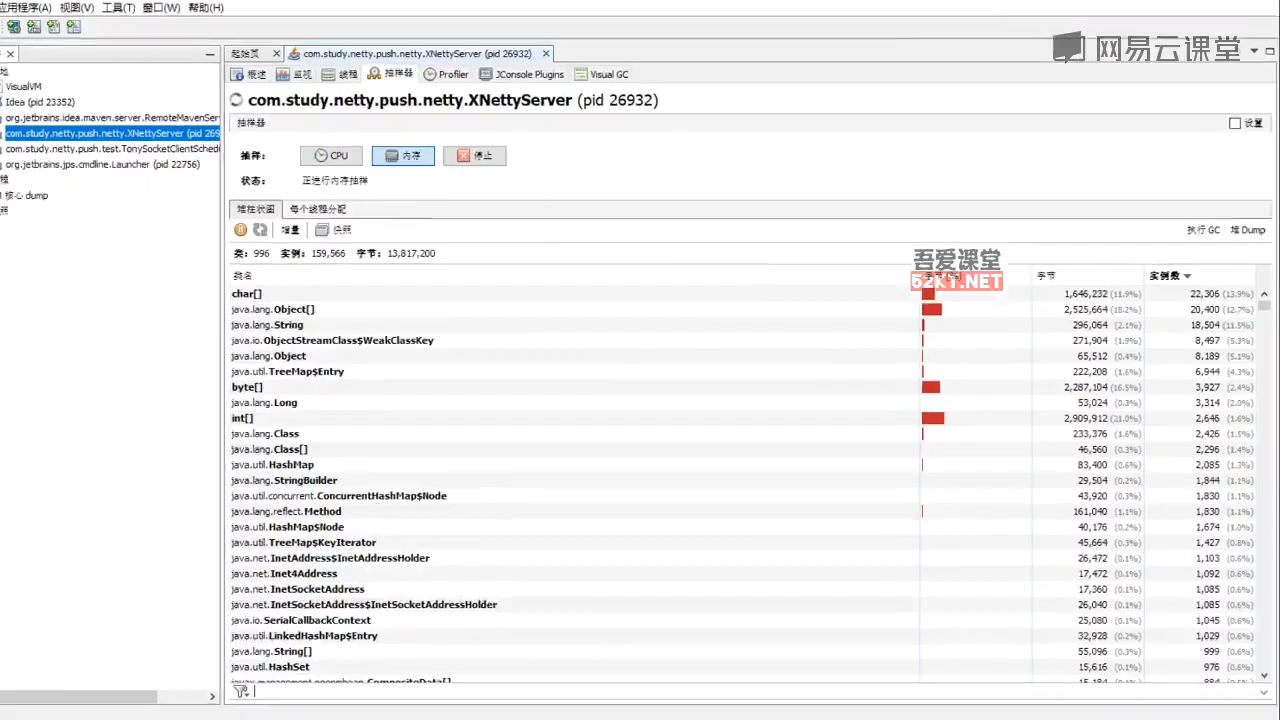 应用程序(A) 视图(V) 工具(T) 窗口(W) 帮助(H)
网易云课堂
起始页 com.study.netty.push.netty.XNettyServer (pid 26932)
地
概述 监视 线程 抽样器 Profiler JConsole Plugins Visual GC
VisualVM
Idea (pid 23352)
org.jetbrains.idea.maven.server.RemoteMavenServ
com.study.netty.push.netty.XNettyServer (pid 269
com.study.netty.push.test.TonySocketClientSchedu
org.jetbrains.jps.cmdline.Launcher (pid 22756)
核心 dump
照
com.study.netty.push.netty.XNettyServer (pid 26932)
抽样器 设置
抽样: CPU 内存 停止
状态: 正进行内存抽样
堆柱状图 每个线程分配
增量 快照 执行 GC 堆 Dump
类: 996 实例: 159,566 字节: 13,817,200
吾爱课堂
52KT.NET
类名 字节 实例数
char[] 1,646,232 (11.9%) 22,306 (13.9%)
java.lang.Object[] 2,525,664 (18.2%) 20,400 (12.7%)
java.lang.String 296,064 (2.1%) 18,504 (11.5%)
java.io.ObjectStreamClass$WeakClassKey 271,904 (1.9%) 8,497 (5.3%)
java.lang.Object 65,512 (0.4%) 8,189 (5.1%)
java.util.TreeMap$Entry 222,208 (1.6%) 6,944 (4.3%)
byte[] 2,287,104 (16.5%) 3,927 (2.4%)
java.lang.Long 53,024 (0.3%) 3,314 (2.0%)
int[] 2,909,912 (21.0%) 2,646 (1.6%)
java.lang.Class 233,376 (1.6%) 2,426 (1.5%)
java.lang.Class[] 46,560 (0.3%) 2,296 (1.4%)
java.util.HashMap 83,400 (0.6%) 2,085 (1.3%)
java.lang.StringBuilder 29,504 (0.2%) 1,844 (1.1%)
java.util.concurrent.ConcurrentHashMap$Node 43,920 (0.3%) 1,830 (1.1%)
java.lang.reflect.Method 161,040 (1.1%) 1,830 (1.1%)
java.util.HashMap$Node 40,176 (0.2%) 1,674 (1.0%)
java.util.TreeMap$KeyIterator 45,664 (0.3%) 1,427 (0.8%)
java.net.InetAddress$InetAddressHolder 26,472 (0.1%) 1,103 (0.6%)
java.net.Inet4Address 17,472 (0.1%) 1,092 (0.6%)
java.net.InetSocketAddress 17,360 (0.1%) 1,085 (0.6%)
java.net.InetSocketAddress$InetSocketAddressHolder 26,040 (0.1%) 1,085 (0.6%)
java.io.SerialCallbackContext 25,080 (0.1%) 1,045 (0.6%)
java.util.LinkedHashMap$Entry 32,928 (0.2%) 1,029 (0.6%)
java.lang.String[] 55,096 (0.3%) 999 (0.6%)
java.util.HashSet 15,616 (0.1%) 976 (0.6%)